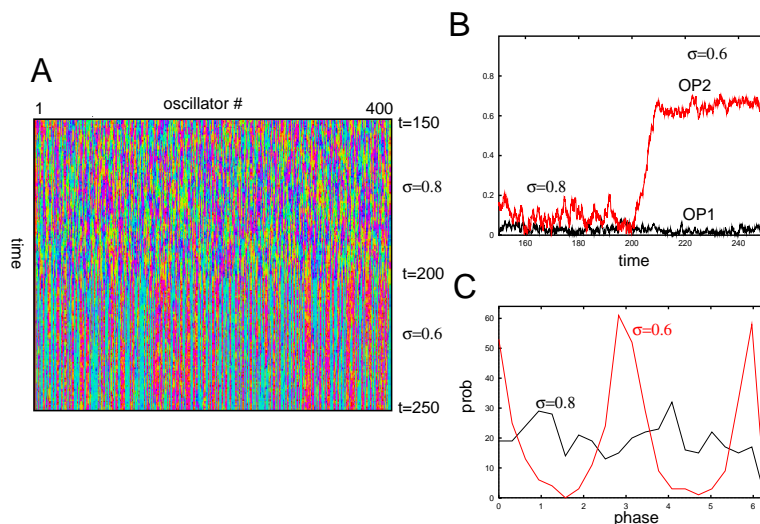 A
oscillator #
1
400
t=150
σ=0.8
time
t=200
σ=0.6
t=250
B
σ=0.6
OP2
σ=0.8
OP1
0.8
0.6
0.4
0.2
0
160
180
200
220
240
time
C
σ=0.6
σ=0.8
prob
60
50
40
30
20
10
0
0
1
2
3
4
5
6
phase